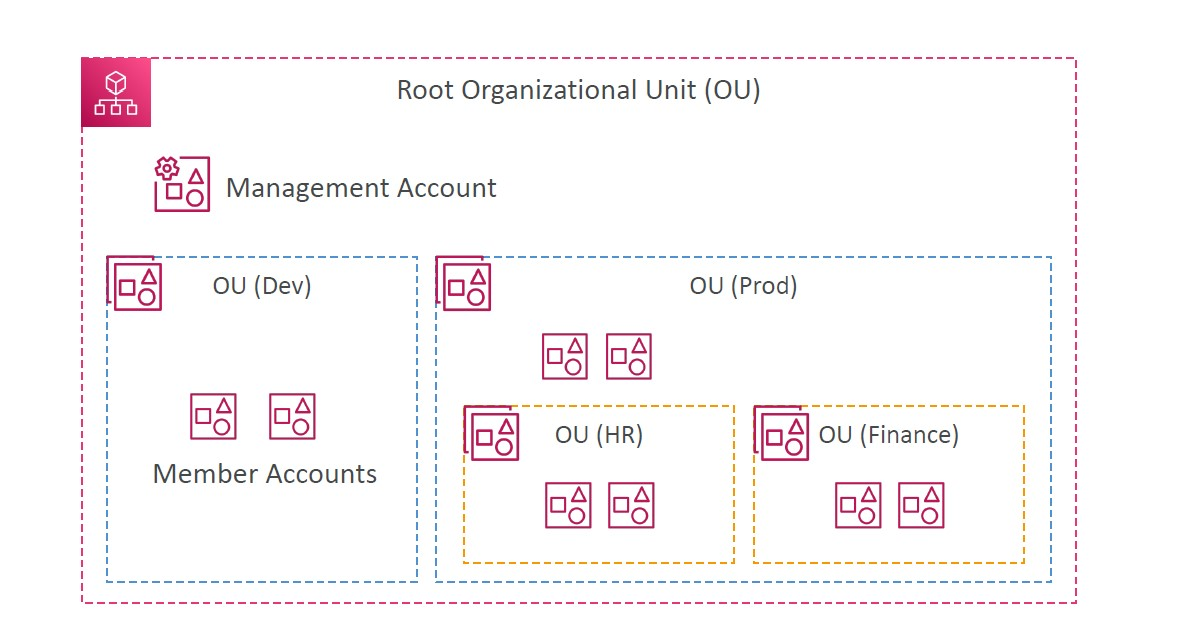 Root Organizational Unit (OU)
Management Account
OU (Dev)
OU (Prod)
OU (HR)
OU (Finance)
Member Accounts